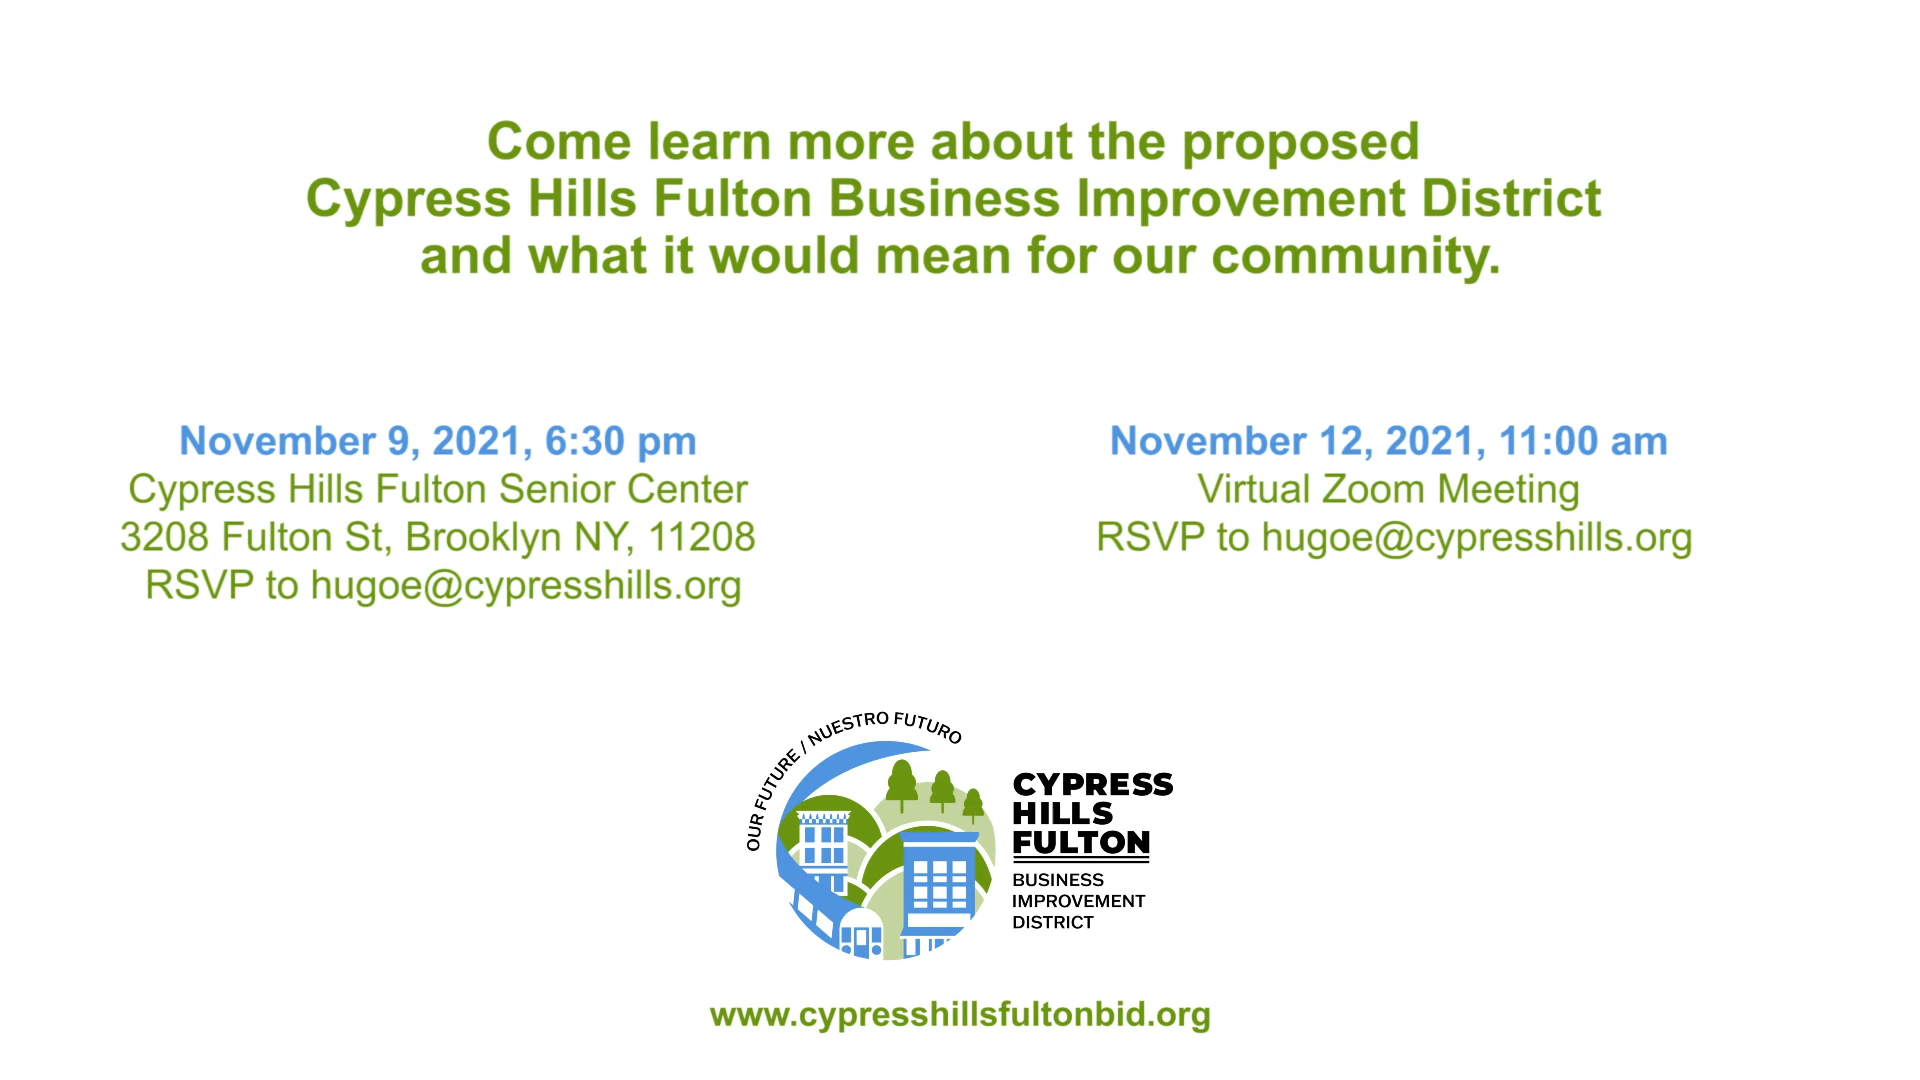 Come learn more about the proposed
Cypress Hills Fulton Business Improvement District
and what it would mean for our community.
November 9, 2021, 6:30 pm
Cypress Hills Fulton Senior Center
3208 Fulton St, Brooklyn NY, 11208
RSVP to hugoe@cypresshills.org
November 12, 2021, 11:00 am
Virtual Zoom Meeting
RSVP to hugoe@cypresshills.org
OUR FUTURE / NUESTRO FUTURO
CYPRESS
HILLS
FULTON
BUSINESS
IMPROVEMENT
DISTRICT
www.cypresshillsfultonbid.org